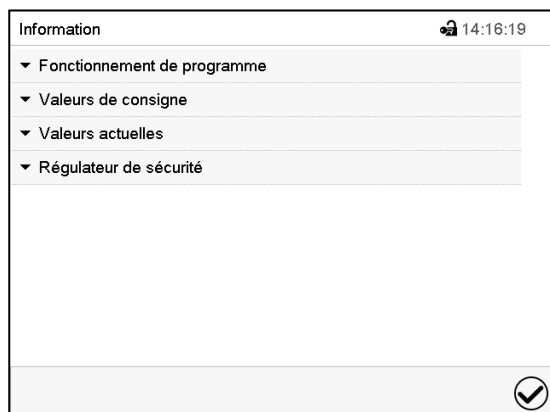 Information 14:16:19
Fonctionnement de programme
Valeurs de consigne
Valeurs actuelles
Régulateur de sécurité